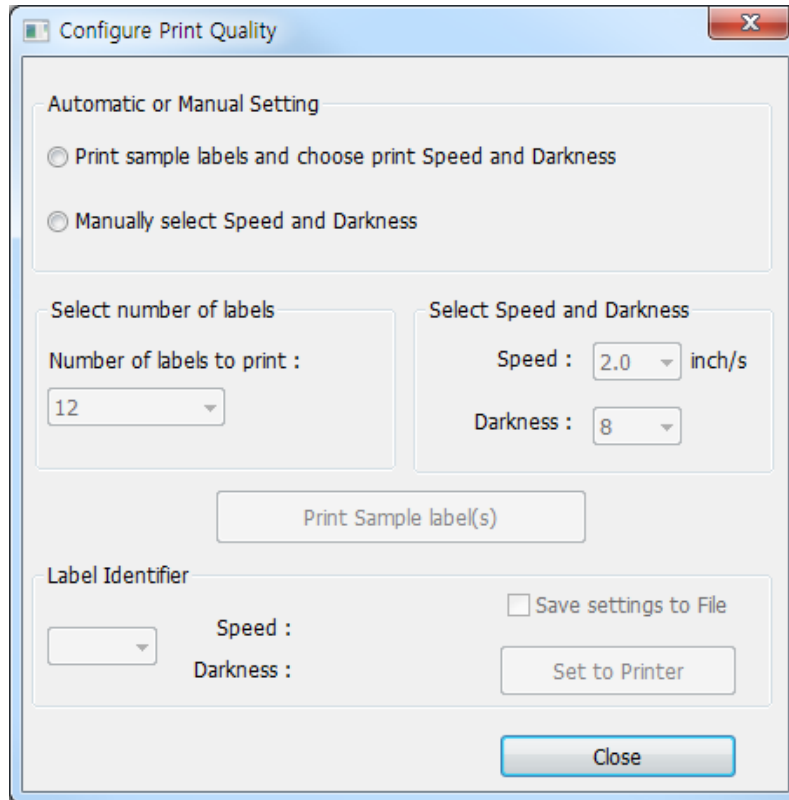 Configure Print Quality
Automatic or Manual Setting
Print sample labels and choose print Speed and Darkness
Manually select Speed and Darkness
Select number of labels
Number of labels to print :
12
Select Speed and Darkness
Speed : 2.0 inch/s
Darkness : 8
Print Sample label(s)
Label Identifier
Speed :
Darkness :
Save settings to File
Set to Printer
Close